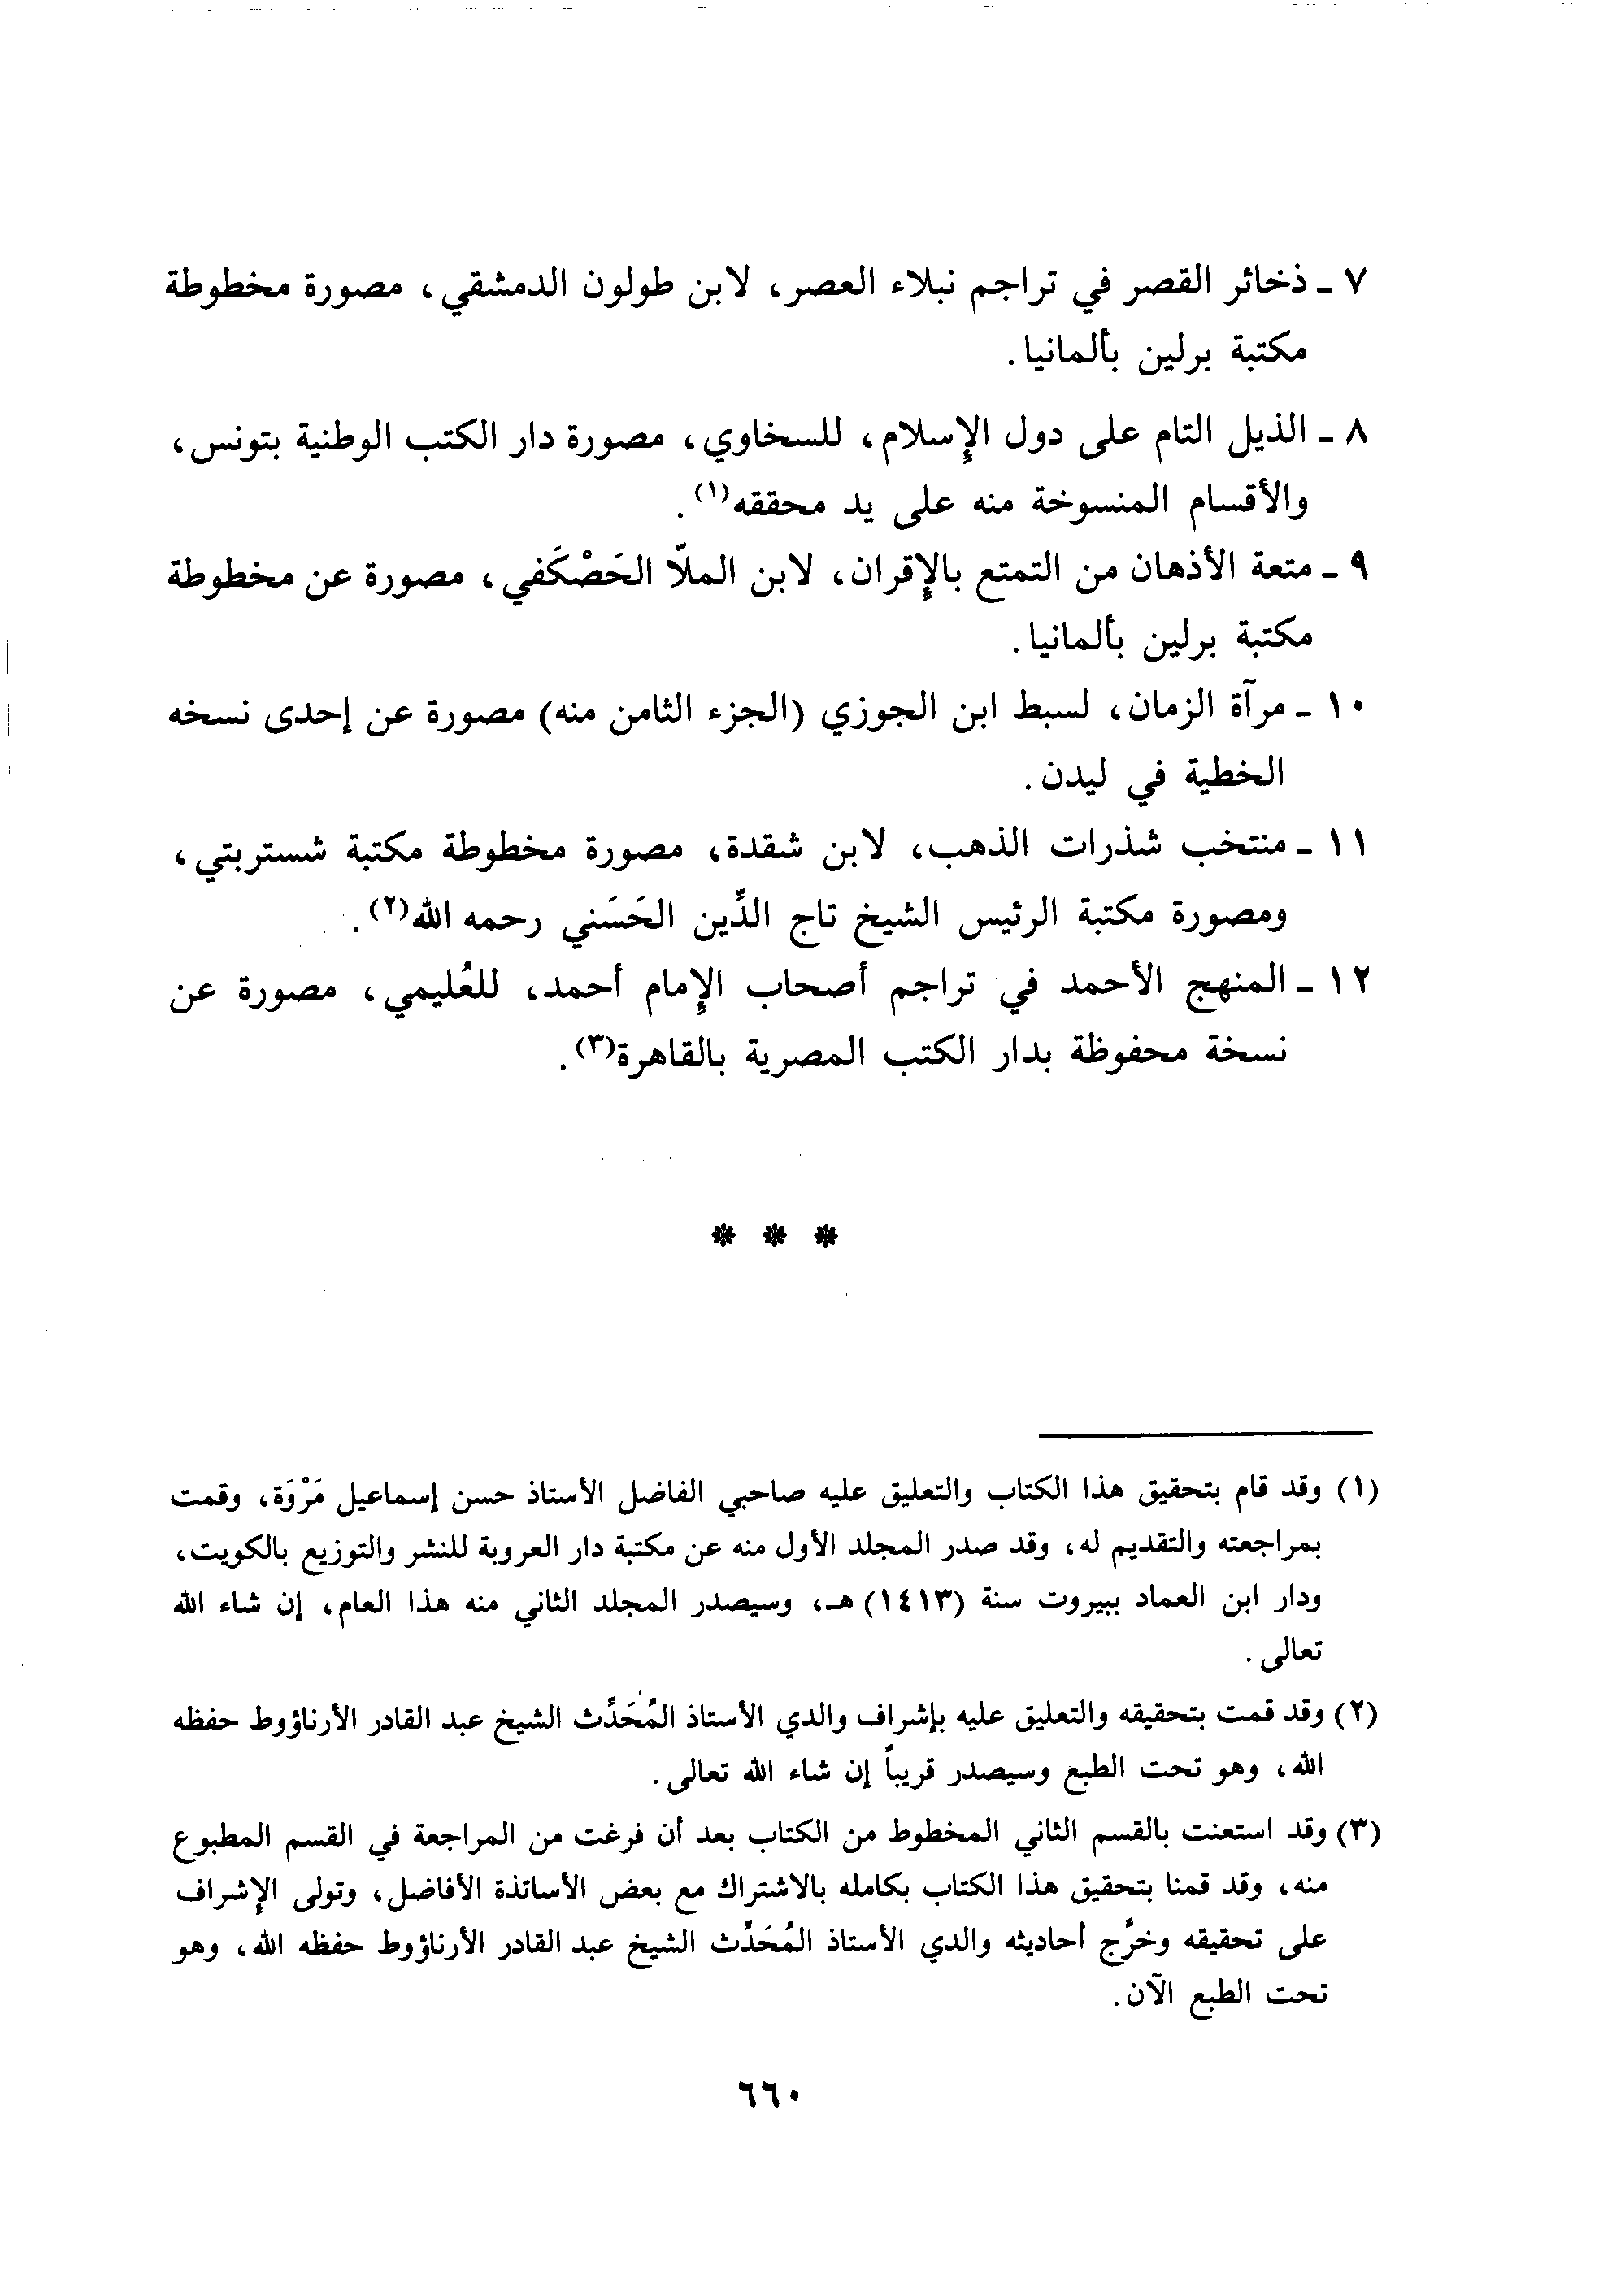 ٧ ـ ذخائر القصر في تراجم نبلاء العصر، لابن طولون الدمشقي، مصورة مخطوطة
مكتبة برلين بألمانيا.
٨ ـ الذيل التام على دول الإِسلام، للسخاوي، مصورة دار الكتب الوطنية بتونس،
والأقسام المنسوخة منه على يد محققه(١).
٩ ـ متعة الأذهان من التمتع بالإِقران، لابن الملّا الحَصْكَفي، مصورة عن مخطوطة
مكتبة برلين بألمانيا.
١٠ ـ مرآة الزمان، لسبط ابن الجوزي (الجزء الثامن منه) مصورة عن إحدى نسخه
الخطية في ليدن.
١١ ـ منتخب شذرات الذهب، لابن شقدة، مصورة مخطوطة مكتبة شستربتي،
ومصورة مكتبة الرئيس الشيخ تاج الدِّين الحَسَني رحمه الله(٢).
١٢ ـ المنهج الأحمد في تراجم أصحاب الإِمام أحمد، للعُليمي، مصورة عن
نسخة محفوظة بدار الكتب المصرية بالقاهرة(٣).
* * *
(١) وقد قام بتحقيق هذا الكتاب والتعليق عليه صاحبي الفاضل الأستاذ حسن إسماعيل مَرْوَة، وقمت
بمراجعته والتقديم له، وقد صدر المجلد الأول منه عن مكتبة دار العروبة للنشر والتوزيع بالكويت،
ودار ابن العماد ببيروت سنة (١٤١٣) هـ، وسيصدر المجلد الثاني منه هذا العام، إن شاء الله
تعالى.
(٢) وقد قمت بتحقيقه والتعليق عليه بإشراف والدي الأستاذ المُحَدِّث الشيخ عبد القادر الأرناؤوط حفظه
الله، وهو تحت الطبع وسيصدر قريباً إن شاء الله تعالى.
(٣) وقد استعنت بالقسم الثاني المخطوط من الكتاب بعد أن فرغت من المراجعة في القسم المطبوع
منه، وقد قمنا بتحقيق هذا الكتاب بكامله بالاشتراك مع بعض الأساتذة الأفاضل، وتولى الإِشراف
على تحقيقه وخرَّج أحاديثه والدي الأستاذ المُحَدِّث الشيخ عبد القادر الأرناؤوط حفظه الله، وهو
تحت الطبع الآن.
٦٦٠